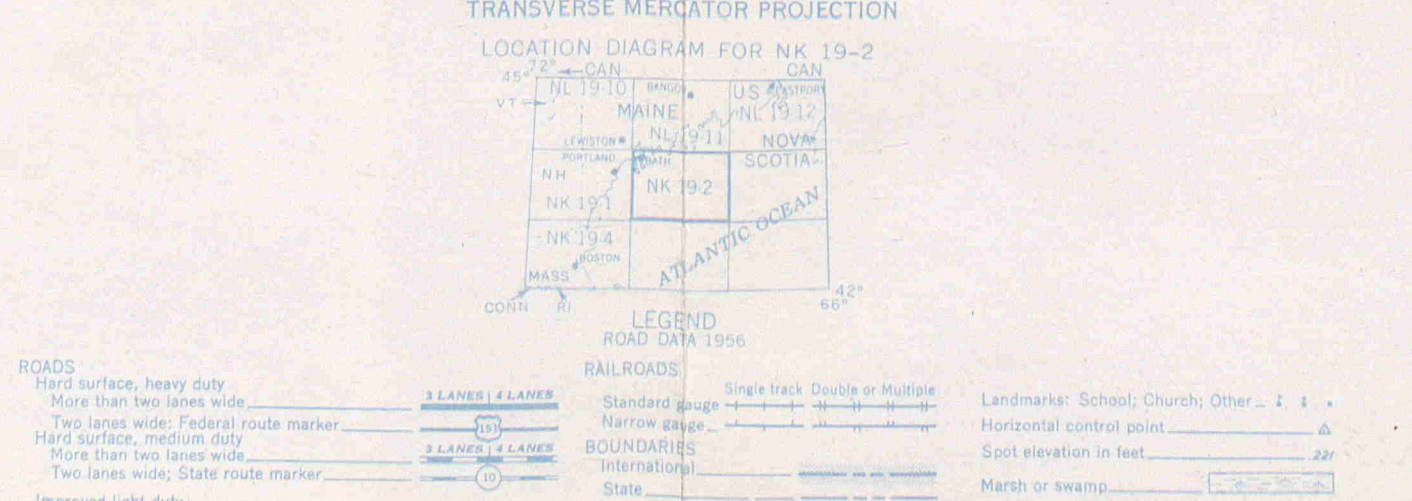 TRANSVERSE MERCATOR PROJECTION
LOCATION DIAGRAM FOR NK 19-2
72° CAN CAN
45°
NL 19-10 BANGOR US EASTPORT
VT MAINE NL 19-12
LEWISTON NL 19-11 NOVA
PORTLAND BATH SCOTIA
NH NK 19-2
NK 19-1
ATLANTIC OCEAN
NK 19-4
BOSTON
MASS
42°
CONN RI 66°
LEGEND
ROAD DATA 1956
ROADS
Hard surface, heavy duty
More than two lanes wide 3 LANES | 4 LANES
Two lanes wide; Federal route marker 151
Hard surface, medium duty
More than two lanes wide 3 LANES | 4 LANES
Two lanes wide; State route marker 10
Improved light duty
RAILROADS
Single track Double or Multiple
Standard gauge
Narrow gauge
BOUNDARIES
International
State
Landmarks: School; Church; Other
Horizontal control point
Spot elevation in feet 221
Marsh or swamp